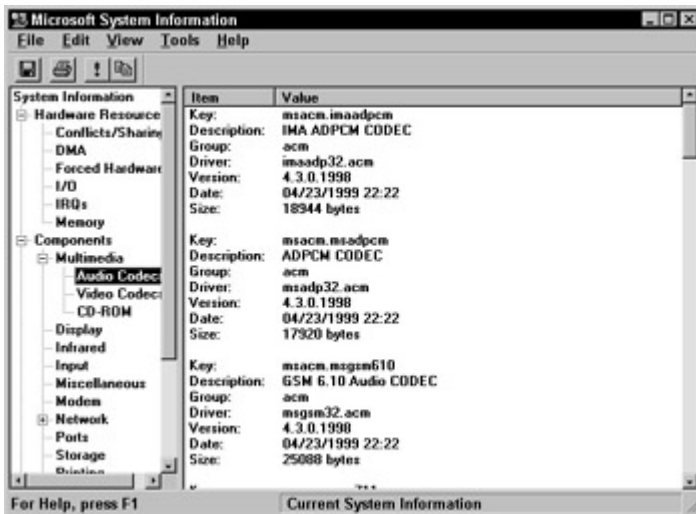 Microsoft System Information
File Edit View Tools Help
System Information
Hardware Resource
Conflicts/Sharing
DMA
Forced Hardware
I/O
IRQs
Memory
Components
Multimedia
Audio Codecs
Video Codecs
CD-ROM
Display
Infrared
Input
Miscellaneous
Modem
Network
Ports
Storage
Printing
Item Value
Key: msacm.imaadpcm
Description: IMA ADPCM CODEC
Group: acm
Driver: imaadp32.acm
Version: 4.3.0.1998
Date: 04/23/1999 22:22
Size: 18944 bytes
Key: msacm.msadpcm
Description: ADPCM CODEC
Group: acm
Driver: msadp32.acm
Version: 4.3.0.1998
Date: 04/23/1999 22:22
Size: 17920 bytes
Key: msacm.msgsm610
Description: GSM 6.10 Audio CODEC
Group: acm
Driver: msgsm32.acm
Version: 4.3.0.1998
Date: 04/23/1999 22:22
Size: 25088 bytes
For Help, press F1 Current System Information